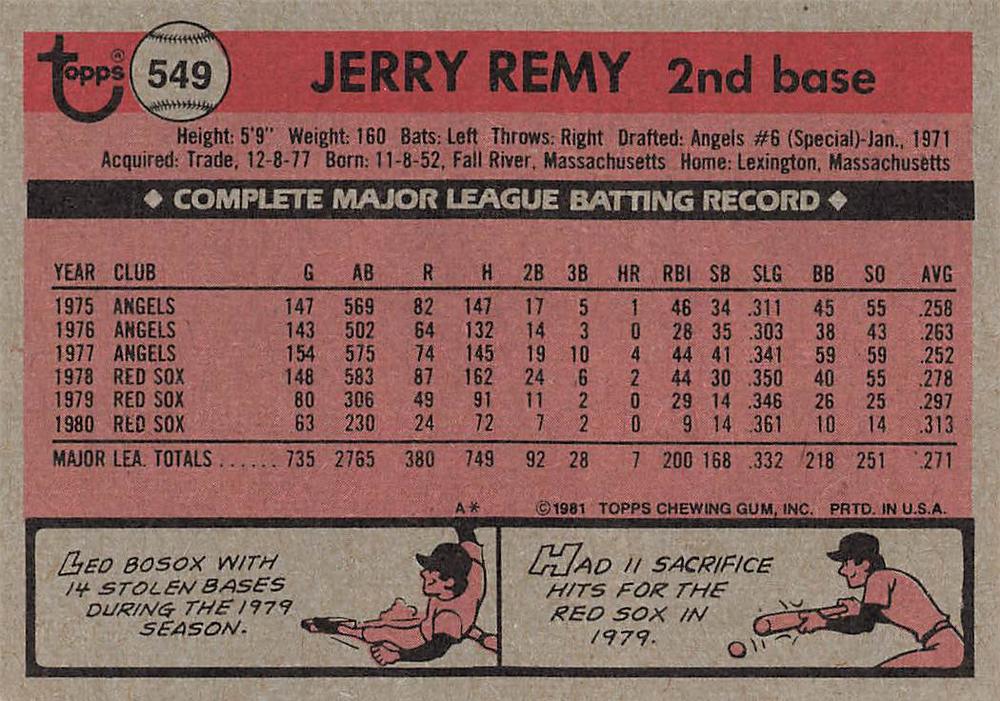 topps® 549 JERRY REMY 2nd base
Height: 5'9" Weight: 160 Bats: Left Throws: Right Drafted: Angels #6 (Special)-Jan., 1971
Acquired: Trade, 12-8-77 Born: 11-8-52, Fall River, Massachusetts Home: Lexington, Massachusetts
◆ COMPLETE MAJOR LEAGUE BATTING RECORD ◆
YEAR CLUB G AB R H 2B 3B HR RBI SB SLG BB SO AVG
1975 ANGELS 147 569 82 147 17 5 1 46 34 .311 45 55 .258
1976 ANGELS 143 502 64 132 14 3 0 28 35 .303 38 43 .263
1977 ANGELS 154 575 74 145 19 10 4 44 41 .341 59 59 .252
1978 RED SOX 148 583 87 162 24 6 2 44 30 .350 40 55 .278
1979 RED SOX 80 306 49 91 11 2 0 29 14 .346 26 25 .297
1980 RED SOX 63 230 24 72 7 2 0 9 14 .361 10 14 .313
MAJOR LEA. TOTALS ...... 735 2765 380 749 92 28 7 200 168 .332 218 251 .271
A* ©1981 TOPPS CHEWING GUM, INC. PRTD. IN U.S.A.
LED BOSOX WITH
14 STOLEN BASES
DURING THE 1979
SEASON.
HAD 11 SACRIFICE
HITS FOR THE
RED SOX IN
1979.